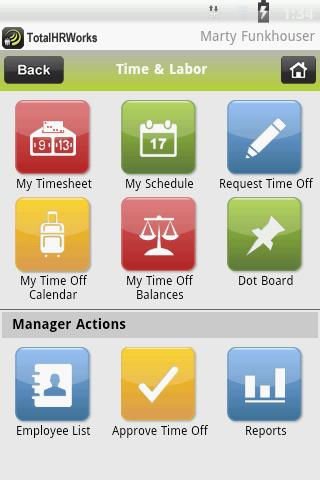 1:34
TotalHRWorks
Marty Funkhouser
Back
Time & Labor
9 13
17
My Timesheet
My Schedule
Request Time Off
My Time Off
Calendar
My Time Off
Balances
Dot Board
Manager Actions
Employee List
Approve Time Off
Reports